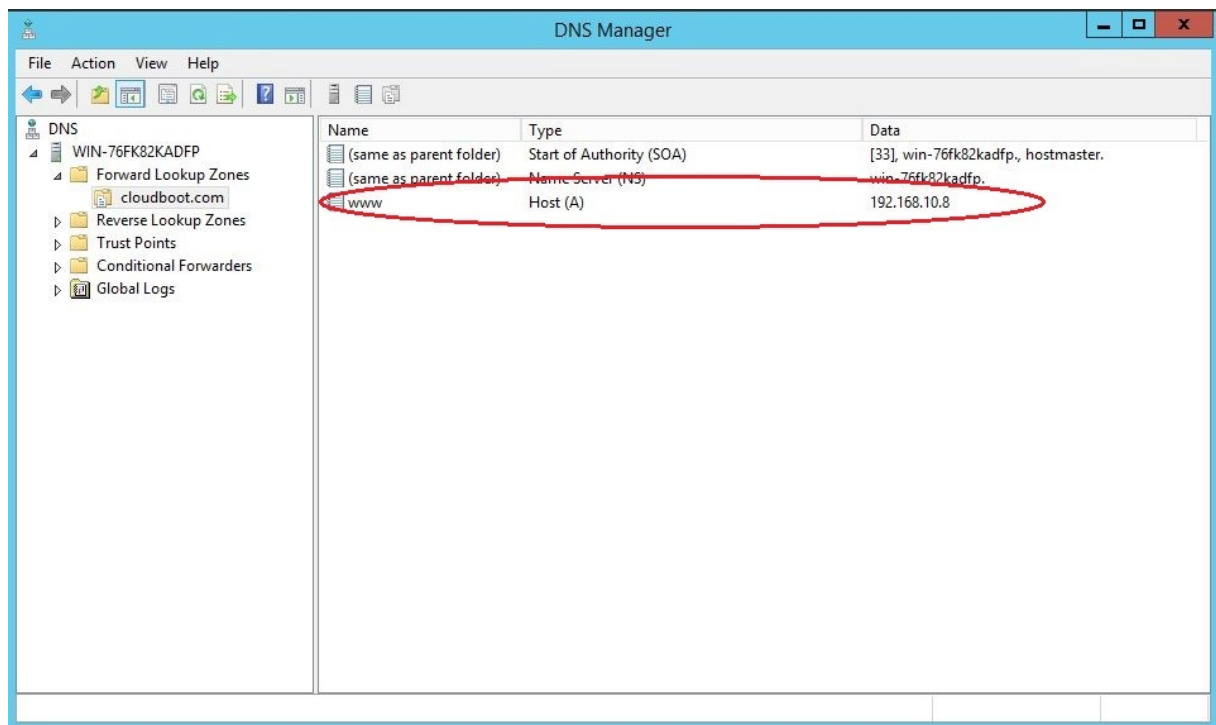 DNS Manager
File Action View Help
DNS
WIN-76FK82KADFP
Forward Lookup Zones
cloudboot.com
Reverse Lookup Zones
Trust Points
Conditional Forwarders
Global Logs
Name Type Data
(same as parent folder) Start of Authority (SOA) [33], win-76fk82kadfp., hostmaster.
(same as parent folder) Name Server (NS) win-76fk82kadfp.
www Host (A) 192.168.10.8